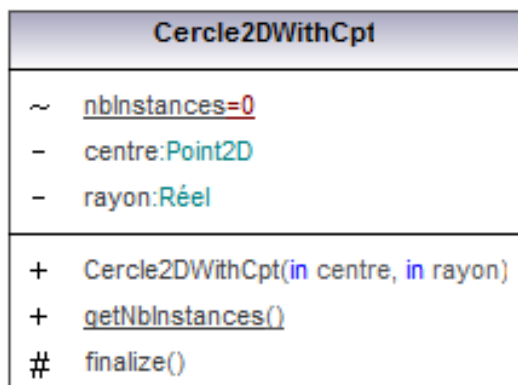 Cercle2DWithCpt
~ nbInstances=0
- centre:Point2D
- rayon:Réel
+ Cercle2DWithCpt(in centre, in rayon)
+ getNbInstances()
# finalize()